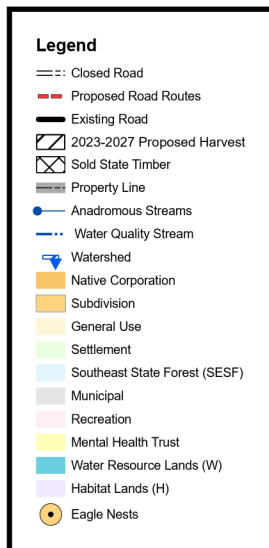 Legend
Closed Road
Proposed Road Routes
Existing Road
2023-2027 Proposed Harvest
Sold State Timber
Property Line
Anadromous Streams
Water Quality Stream
Watershed
Native Corporation
Subdivision
General Use
Settlement
Southeast State Forest (SESF)
Municipal
Recreation
Mental Health Trust
Water Resource Lands (W)
Habitat Lands (H)
Eagle Nests